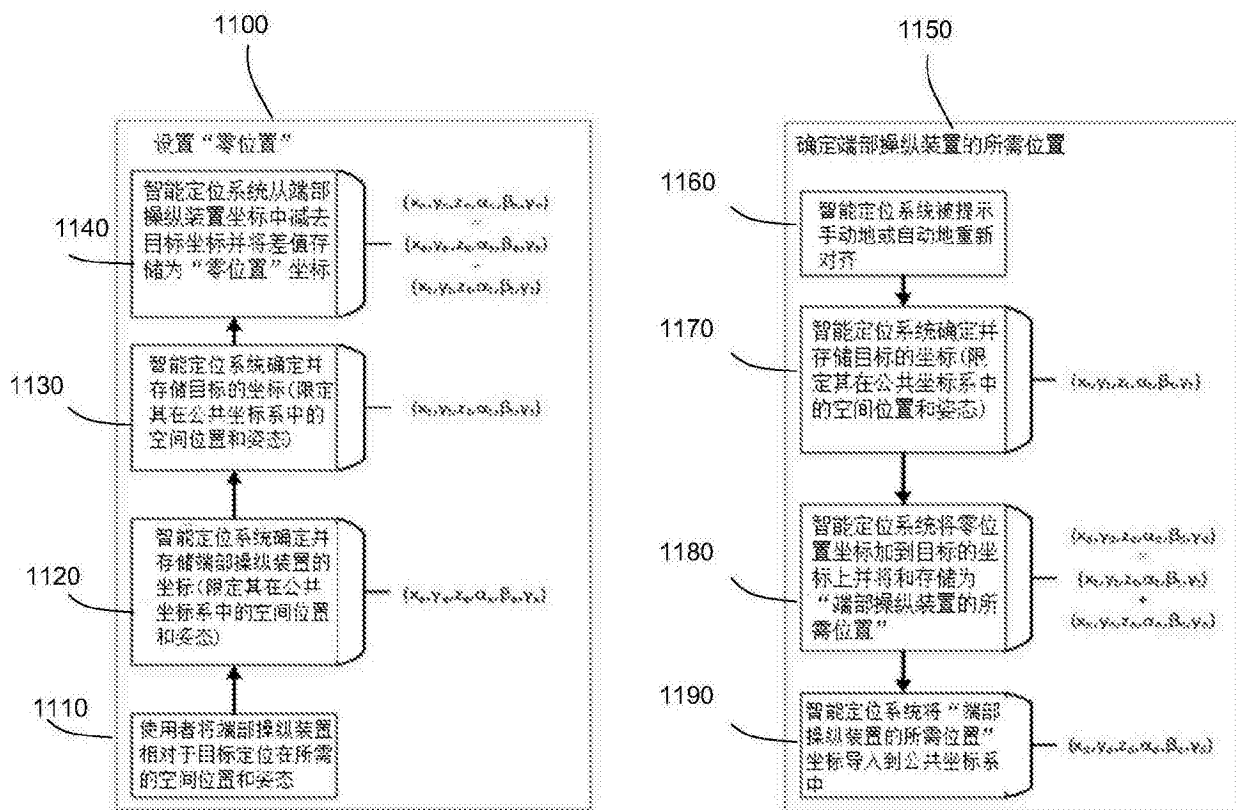 1100
设置“零位置”
1140
智能定位系统从端部
操纵装置坐标中减去
目标坐标并将差值存
储为“零位置”坐标
1130
智能定位系统确定并
存储目标的坐标(限定
其在公共坐标系中的
空间位置和姿态)
1120
智能定位系统确定并
存储端部操纵装置的
坐标(限定其在公共
坐标系中的空间位置
和姿态)
1110
使用者将端部操纵装置
相对于目标定位在所需
的空间位置和姿态
1150
确定端部操纵装置的所需位置
1160
智能定位系统被提示
手动地或自动地重新
对齐
1170
智能定位系统确定并
存储目标的坐标(限
定其在公共坐标系中
的空间位置和姿态)
1180
智能定位系统将零位
置坐标加到目标的坐
标上并将和存储为
“端部操纵装置的所
需位置”
1190
智能定位系统将“端部
操纵装置的所需位置”
坐标导入到公共坐标系
中